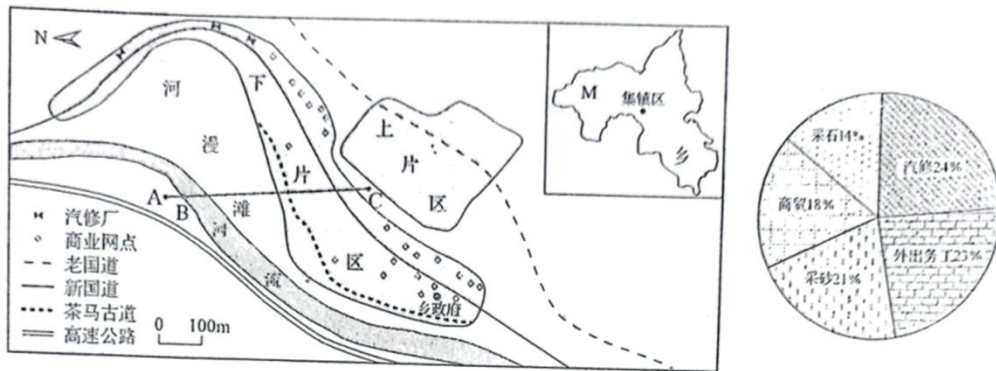 N
河
漫
滩
河
流
下
片
区
上
片
区
A
B
C
乡政府
汽修厂
商业网点
老国道
新国道
茶马古道
高速公路
0 100m
M
集镇区
乡
采石14%
汽修24%
商贸18%
外出务工23%
采砂21%